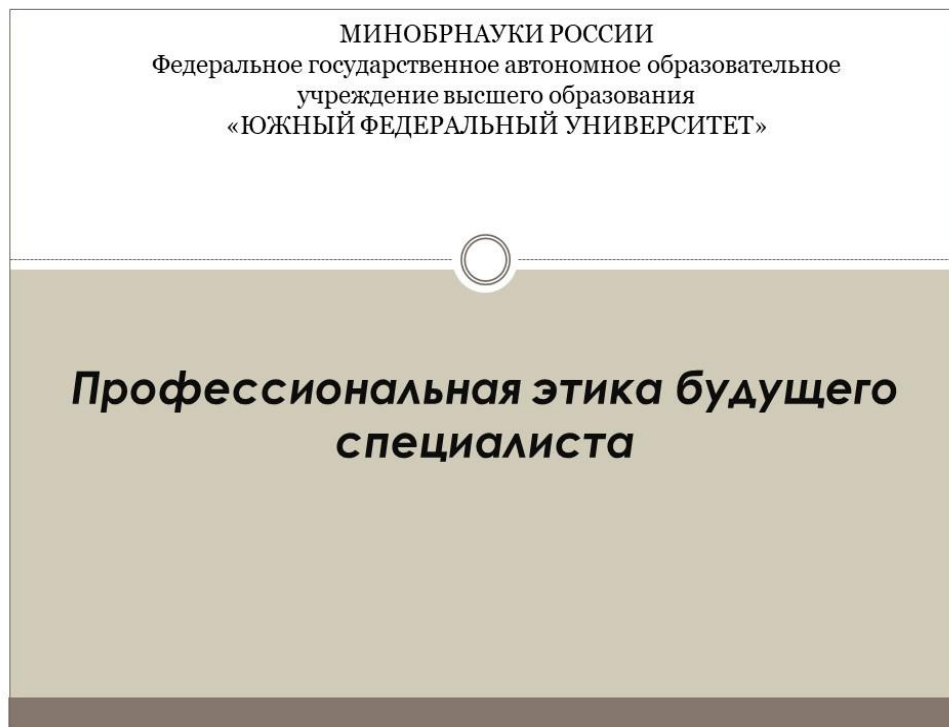 МИНОБРНАУКИ РОССИИ
Федеральное государственное автономное образовательное
учреждение высшего образования
«ЮЖНЫЙ ФЕДЕРАЛЬНЫЙ УНИВЕРСИТЕТ»
Профессиональная этика будущего
специалиста